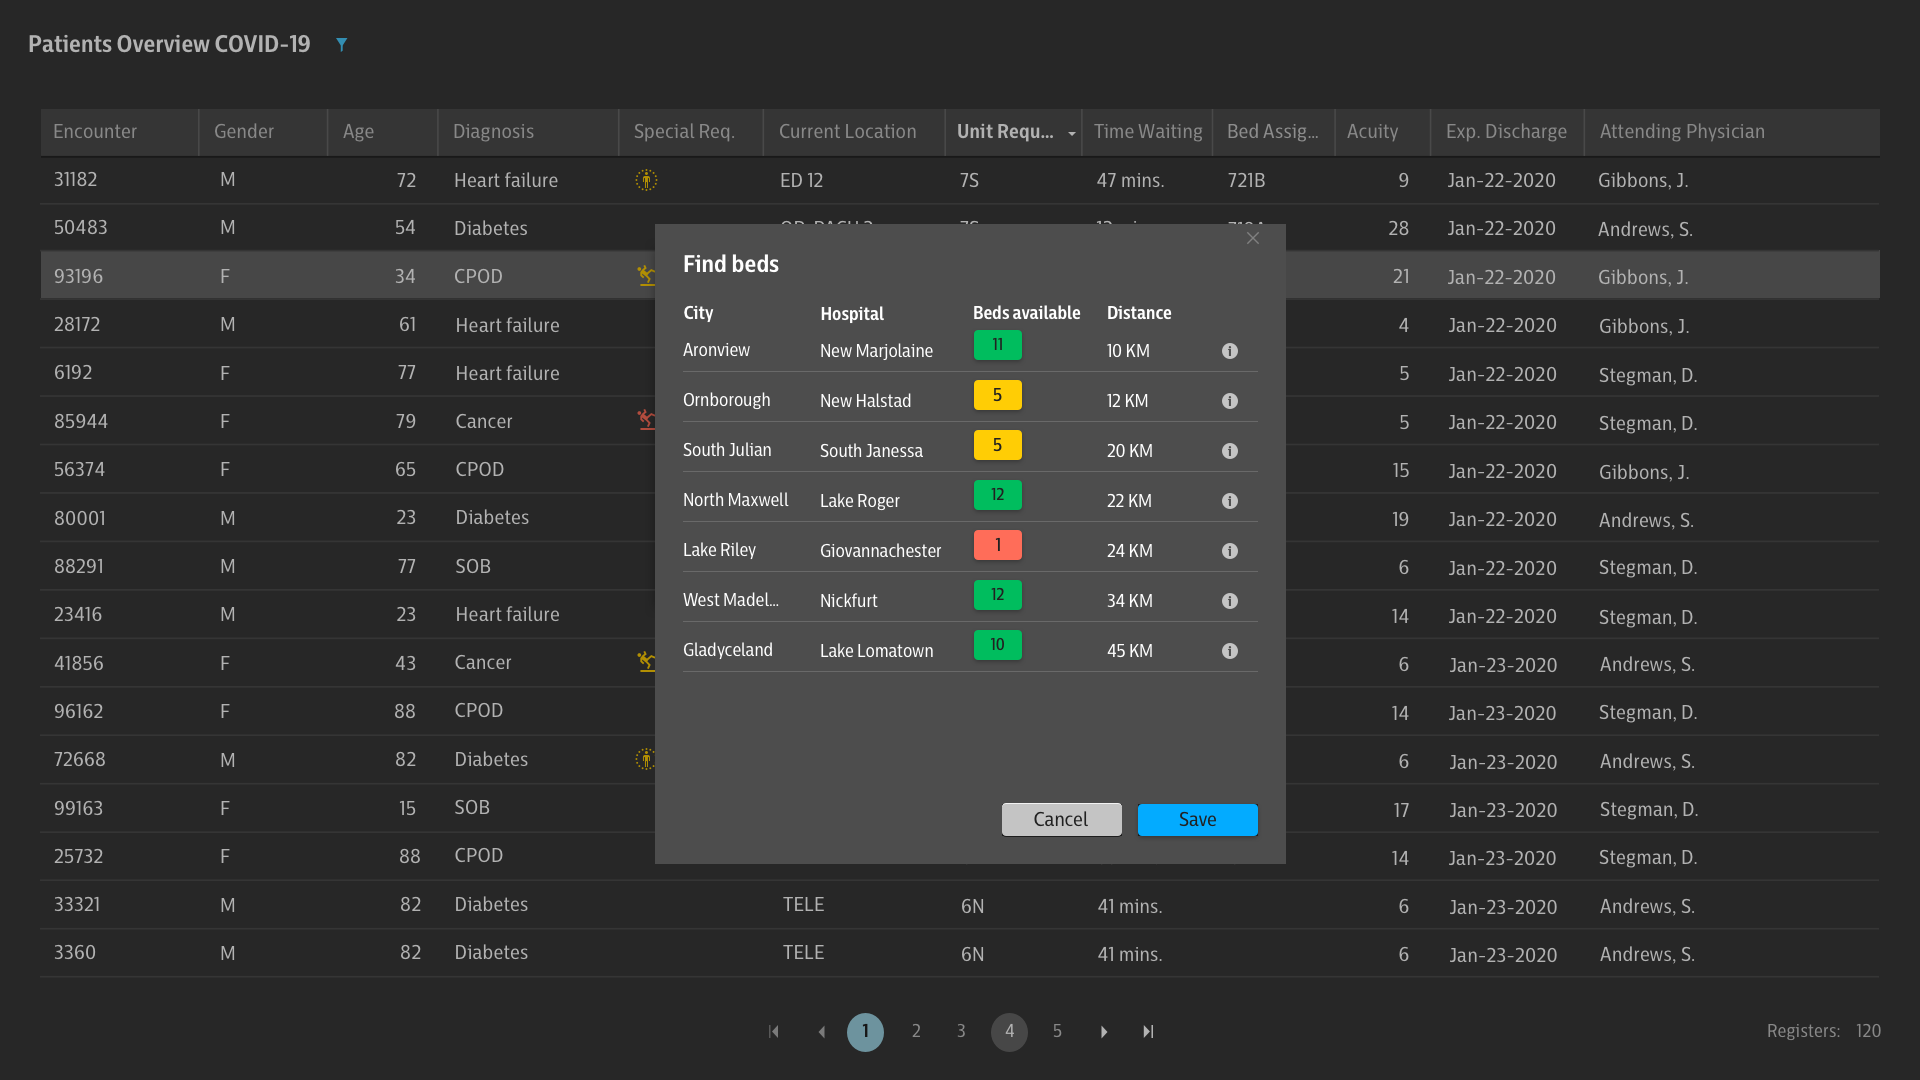 Patients Overview COVID-19
Encounter Gender Age Diagnosis Special Req. Current Location Unit Requ... Time Waiting Bed Assig... Acuity Exp. Discharge Attending Physician
31182 M 72 Heart failure ED 12 7S 47 mins. 721B 9 Jan-22-2020 Gibbons, J.
50483 M 54 Diabetes 28 Jan-22-2020 Andrews, S.
93196 F 34 CPOD 21 Jan-22-2020 Gibbons, J.
28172 M 61 Heart failure 4 Jan-22-2020 Gibbons, J.
6192 F 77 Heart failure 5 Jan-22-2020 Stegman, D.
85944 F 79 Cancer 5 Jan-22-2020 Stegman, D.
56374 F 65 CPOD 15 Jan-22-2020 Gibbons, J.
80001 M 23 Diabetes 19 Jan-22-2020 Andrews, S.
88291 M 77 SOB 6 Jan-22-2020 Stegman, D.
23416 M 23 Heart failure 14 Jan-22-2020 Stegman, D.
41856 F 43 Cancer 6 Jan-23-2020 Andrews, S.
96162 F 88 CPOD 14 Jan-23-2020 Stegman, D.
72668 M 82 Diabetes 6 Jan-23-2020 Andrews, S.
99163 F 15 SOB 17 Jan-23-2020 Stegman, D.
25732 F 88 CPOD 14 Jan-23-2020 Stegman, D.
33321 M 82 Diabetes TELE 6N 41 mins. 6 Jan-23-2020 Andrews, S.
3360 M 82 Diabetes TELE 6N 41 mins. 6 Jan-23-2020 Andrews, S.
Find beds
City Hospital Beds available Distance
Aronview New Marjolaine 11 10 KM
Ornborough New Halstad 5 12 KM
South Julian South Janessa 5 20 KM
North Maxwell Lake Roger 12 22 KM
Lake Riley Giovannachester 1 24 KM
West Madel... Nickfurt 12 34 KM
Gladyceland Lake Lomatown 10 45 KM
Cancel Save
1 2 3 4 5
Registers: 120